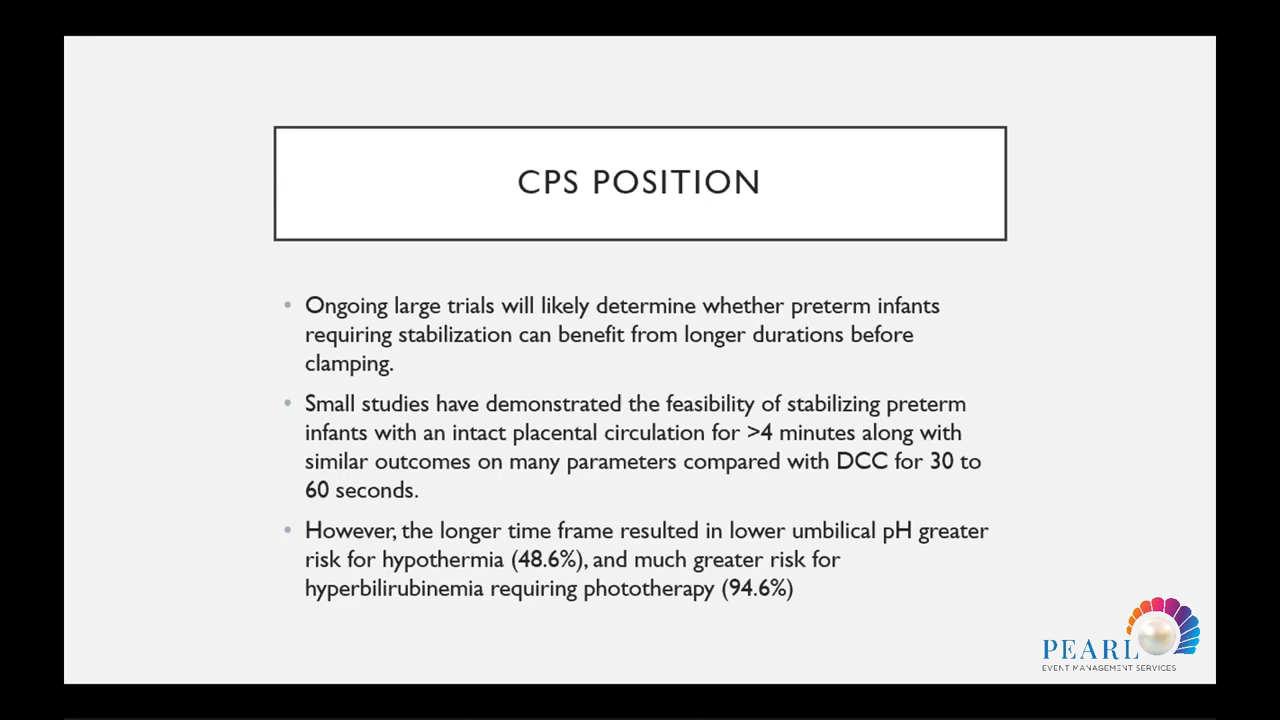 CPS POSITION
• Ongoing large trials will likely determine whether preterm infants
requiring stabilization can benefit from longer durations before
clamping.
• Small studies have demonstrated the feasibility of stabilizing preterm
infants with an intact placental circulation for >4 minutes along with
similar outcomes on many parameters compared with DCC for 30 to
60 seconds.
• However, the longer time frame resulted in lower umbilical pH greater
risk for hypothermia (48.6%), and much greater risk for
hyperbilirubinemia requiring phototherapy (94.6%)
PEARL
EVENT MANAGEMENT SERVICES